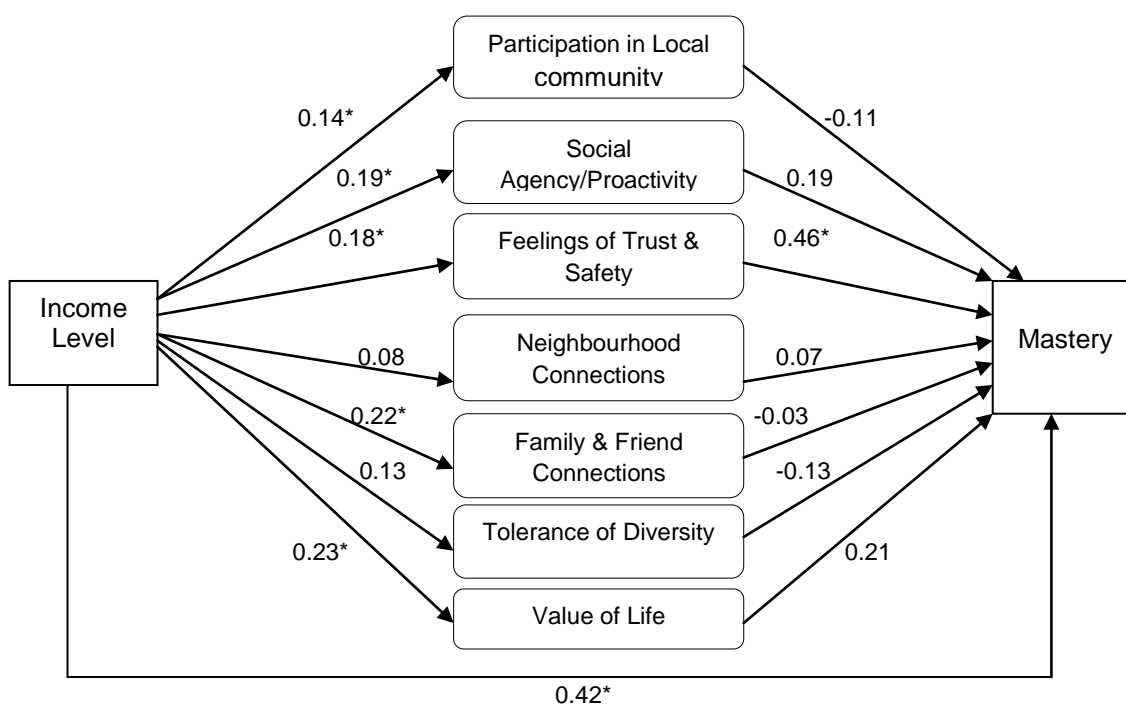 Participation in Local
community
0.14*
-0.11
Social
Agency/Proactivity
0.19*
0.19
Feelings of Trust &
Safety
0.18*
0.46*
Income
Level
Mastery
Neighbourhood
Connections
0.08
0.07
Family & Friend
Connections
0.22*
-0.03
Tolerance of Diversity
0.13
-0.13
Value of Life
0.23*
0.21
0.42*